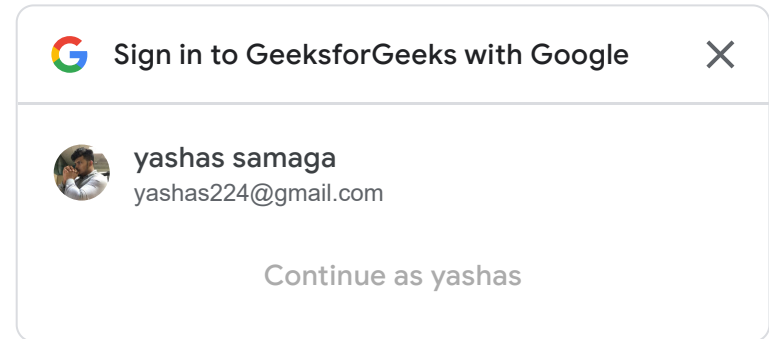 Sign in to GeeksforGeeks with Google
yashas samaga
yashas224@gmail.com
Continue as yashas